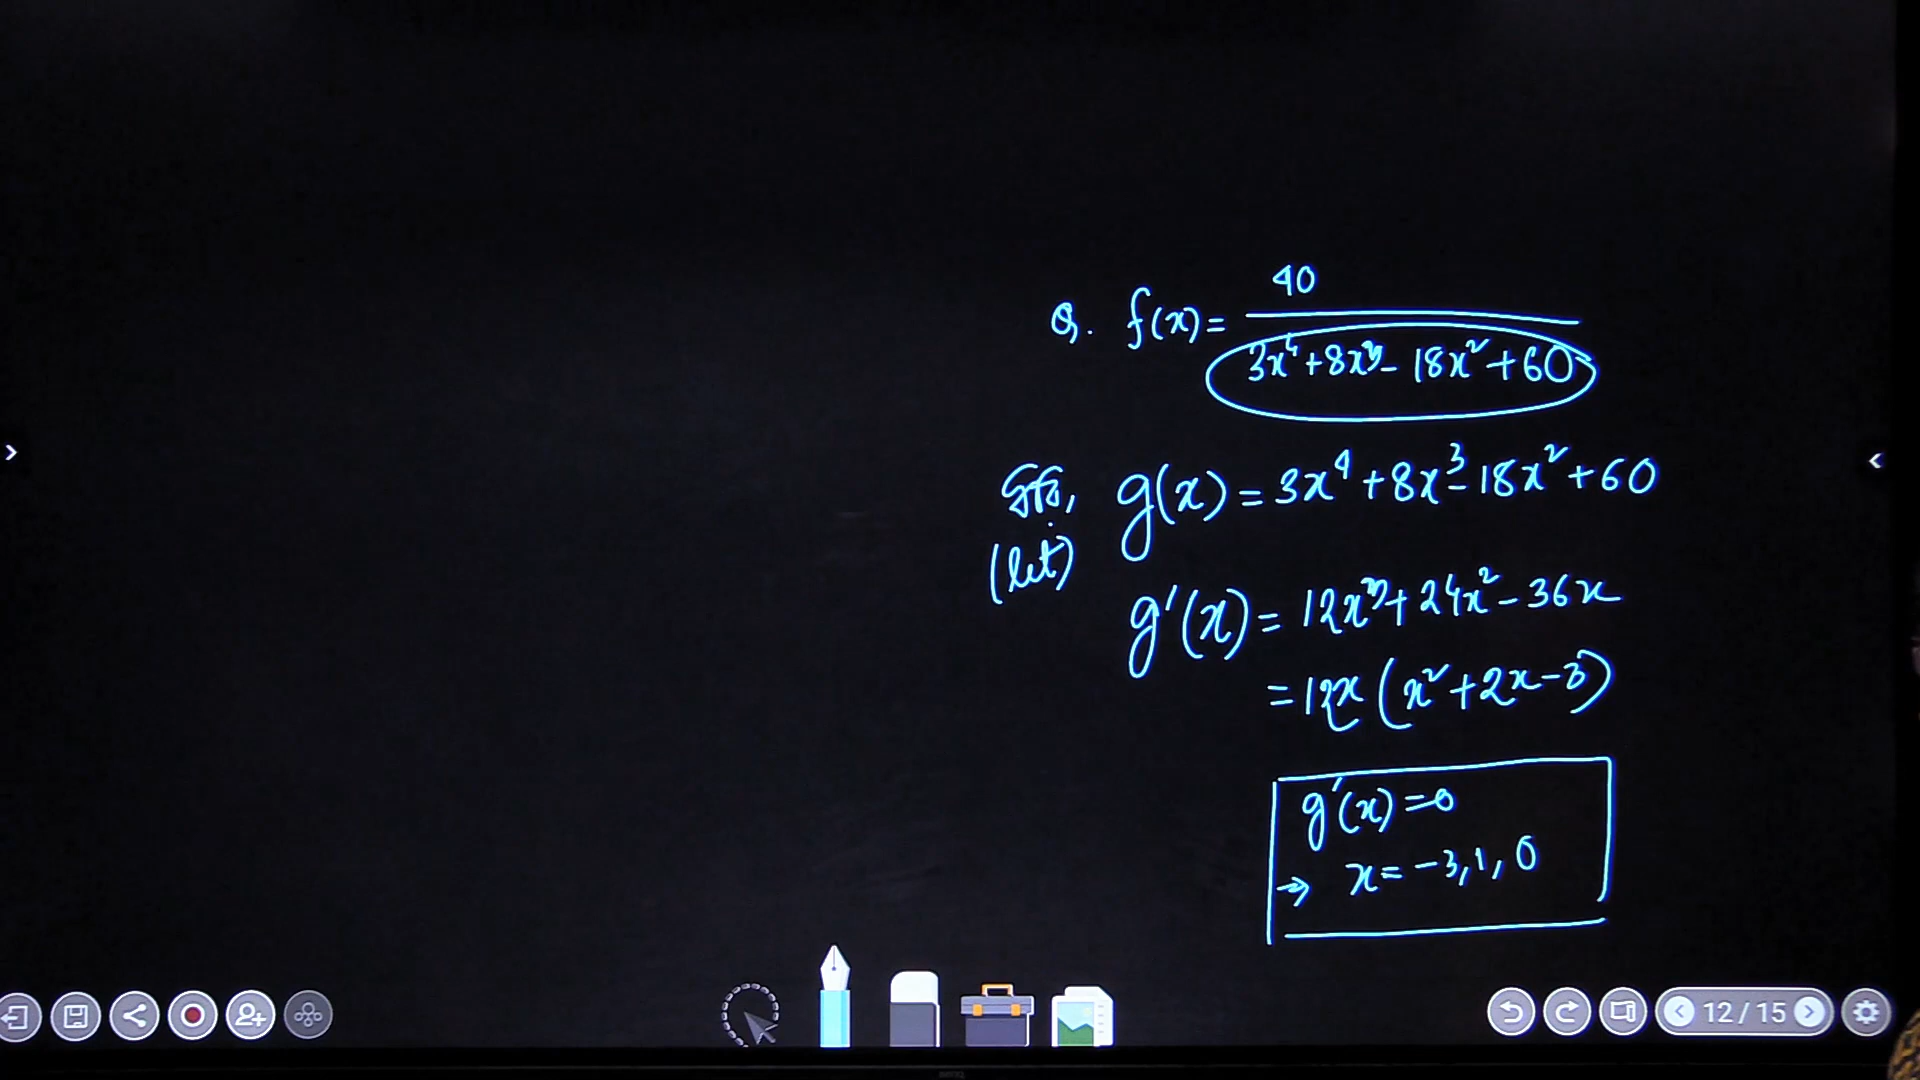 Q. f(x) = 40 / (3x⁴+8x³-18x²+60)
ধরি, g(x) = 3x⁴+8x³-18x²+60
(let)
g'(x) = 12x³+24x²-36x
= 12x (x²+2x-3)
g'(x) = 0
→ x = -3, 1, 0
12/15